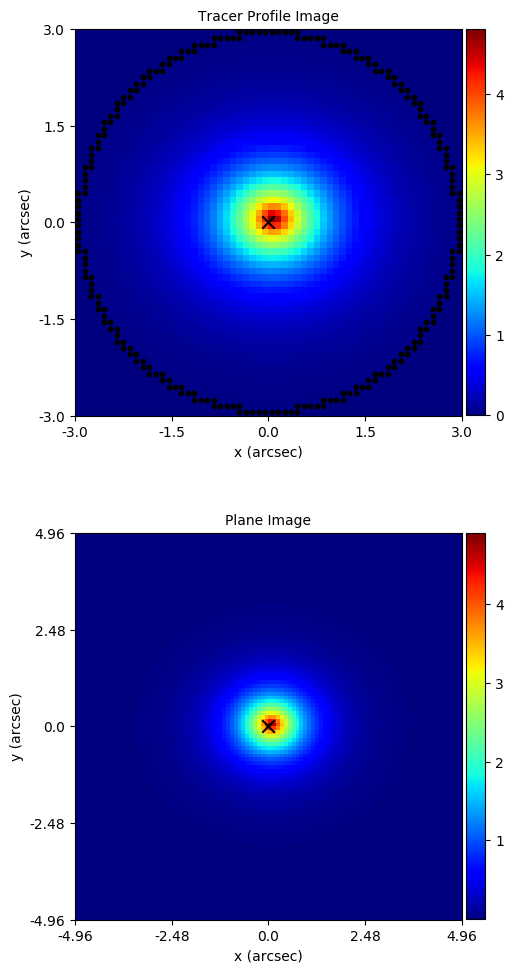 Tracer Profile Image
3.0
1.5
0.0
-1.5
-3.0
y (arcsec)
-3.0 -1.5 0.0 1.5 3.0
x (arcsec)
4
3
2
1
0
Plane Image
4.96
2.48
0.0
-2.48
-4.96
y (arcsec)
-4.96 -2.48 0.0 2.48 4.96
x (arcsec)
4
3
2
1